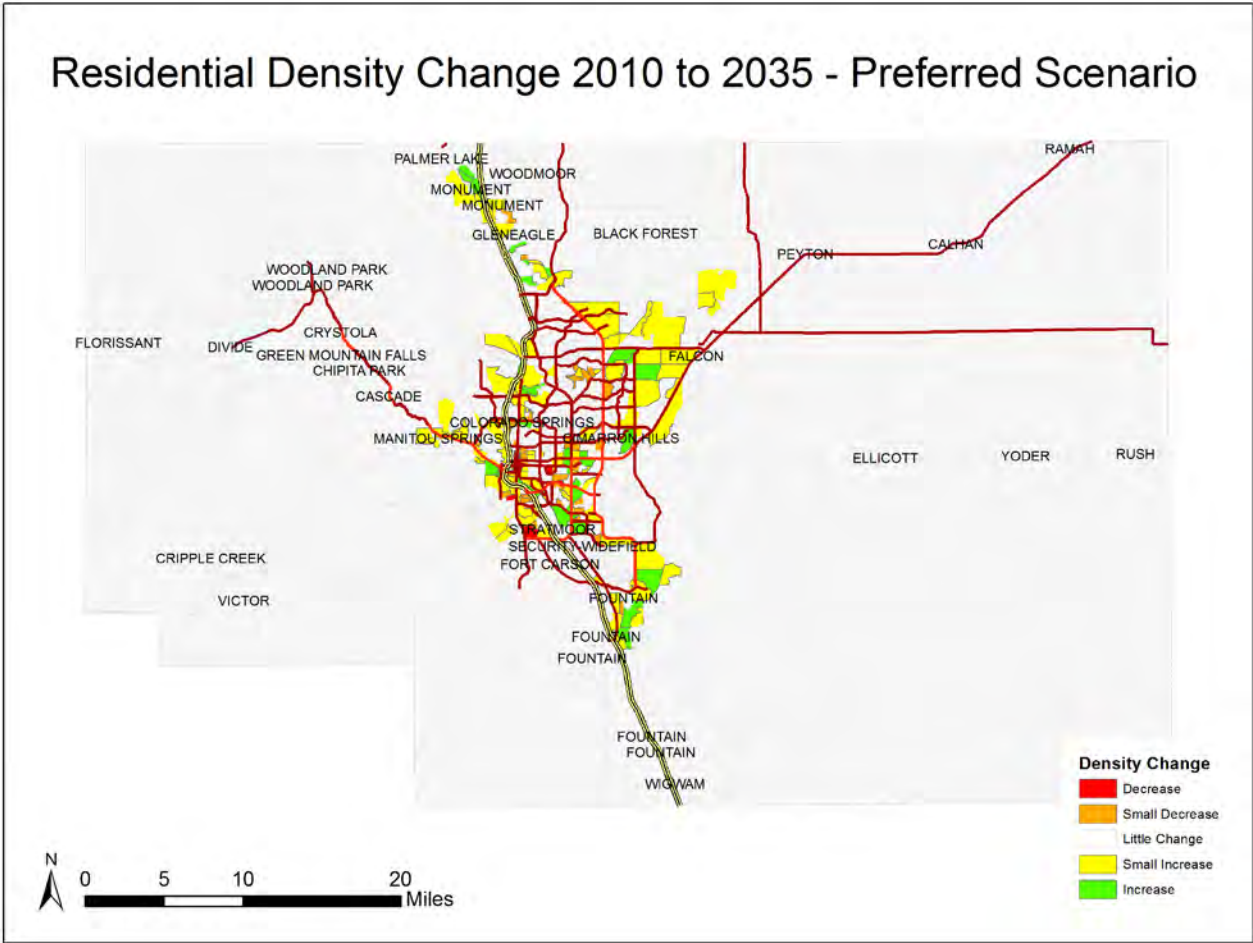 Residential Density Change 2010 to 2035 - Preferred Scenario
RAMAH
PALMER LAKE
WOODMOOR
MONUMENT
MONUMENT
GLENEAGLE
BLACK FOREST
CALHAN
PEYTON
WOODLAND PARK
WOODLAND PARK
CRYSTOLA
FLORISSANT
DIVIDE
GREEN MOUNTAIN FALLS
FALCON
CHIPITA PARK
CASCADE
COLORADO SPRINGS
MANITOU SPRINGS
CIMARRON HILLS
ELLICOTT
YODER
RUSH
STRATMOOR
SECURITY-WIDEFIELD
CRIPPLE CREEK
FORT CARSON
VICTOR
FOUNTAIN
FOUNTAIN
FOUNTAIN
FOUNTAIN
FOUNTAIN
WIGWAM
Density Change
Decrease
Small Decrease
Little Change
Small Increase
Increase
N
0 5 10 20
Miles